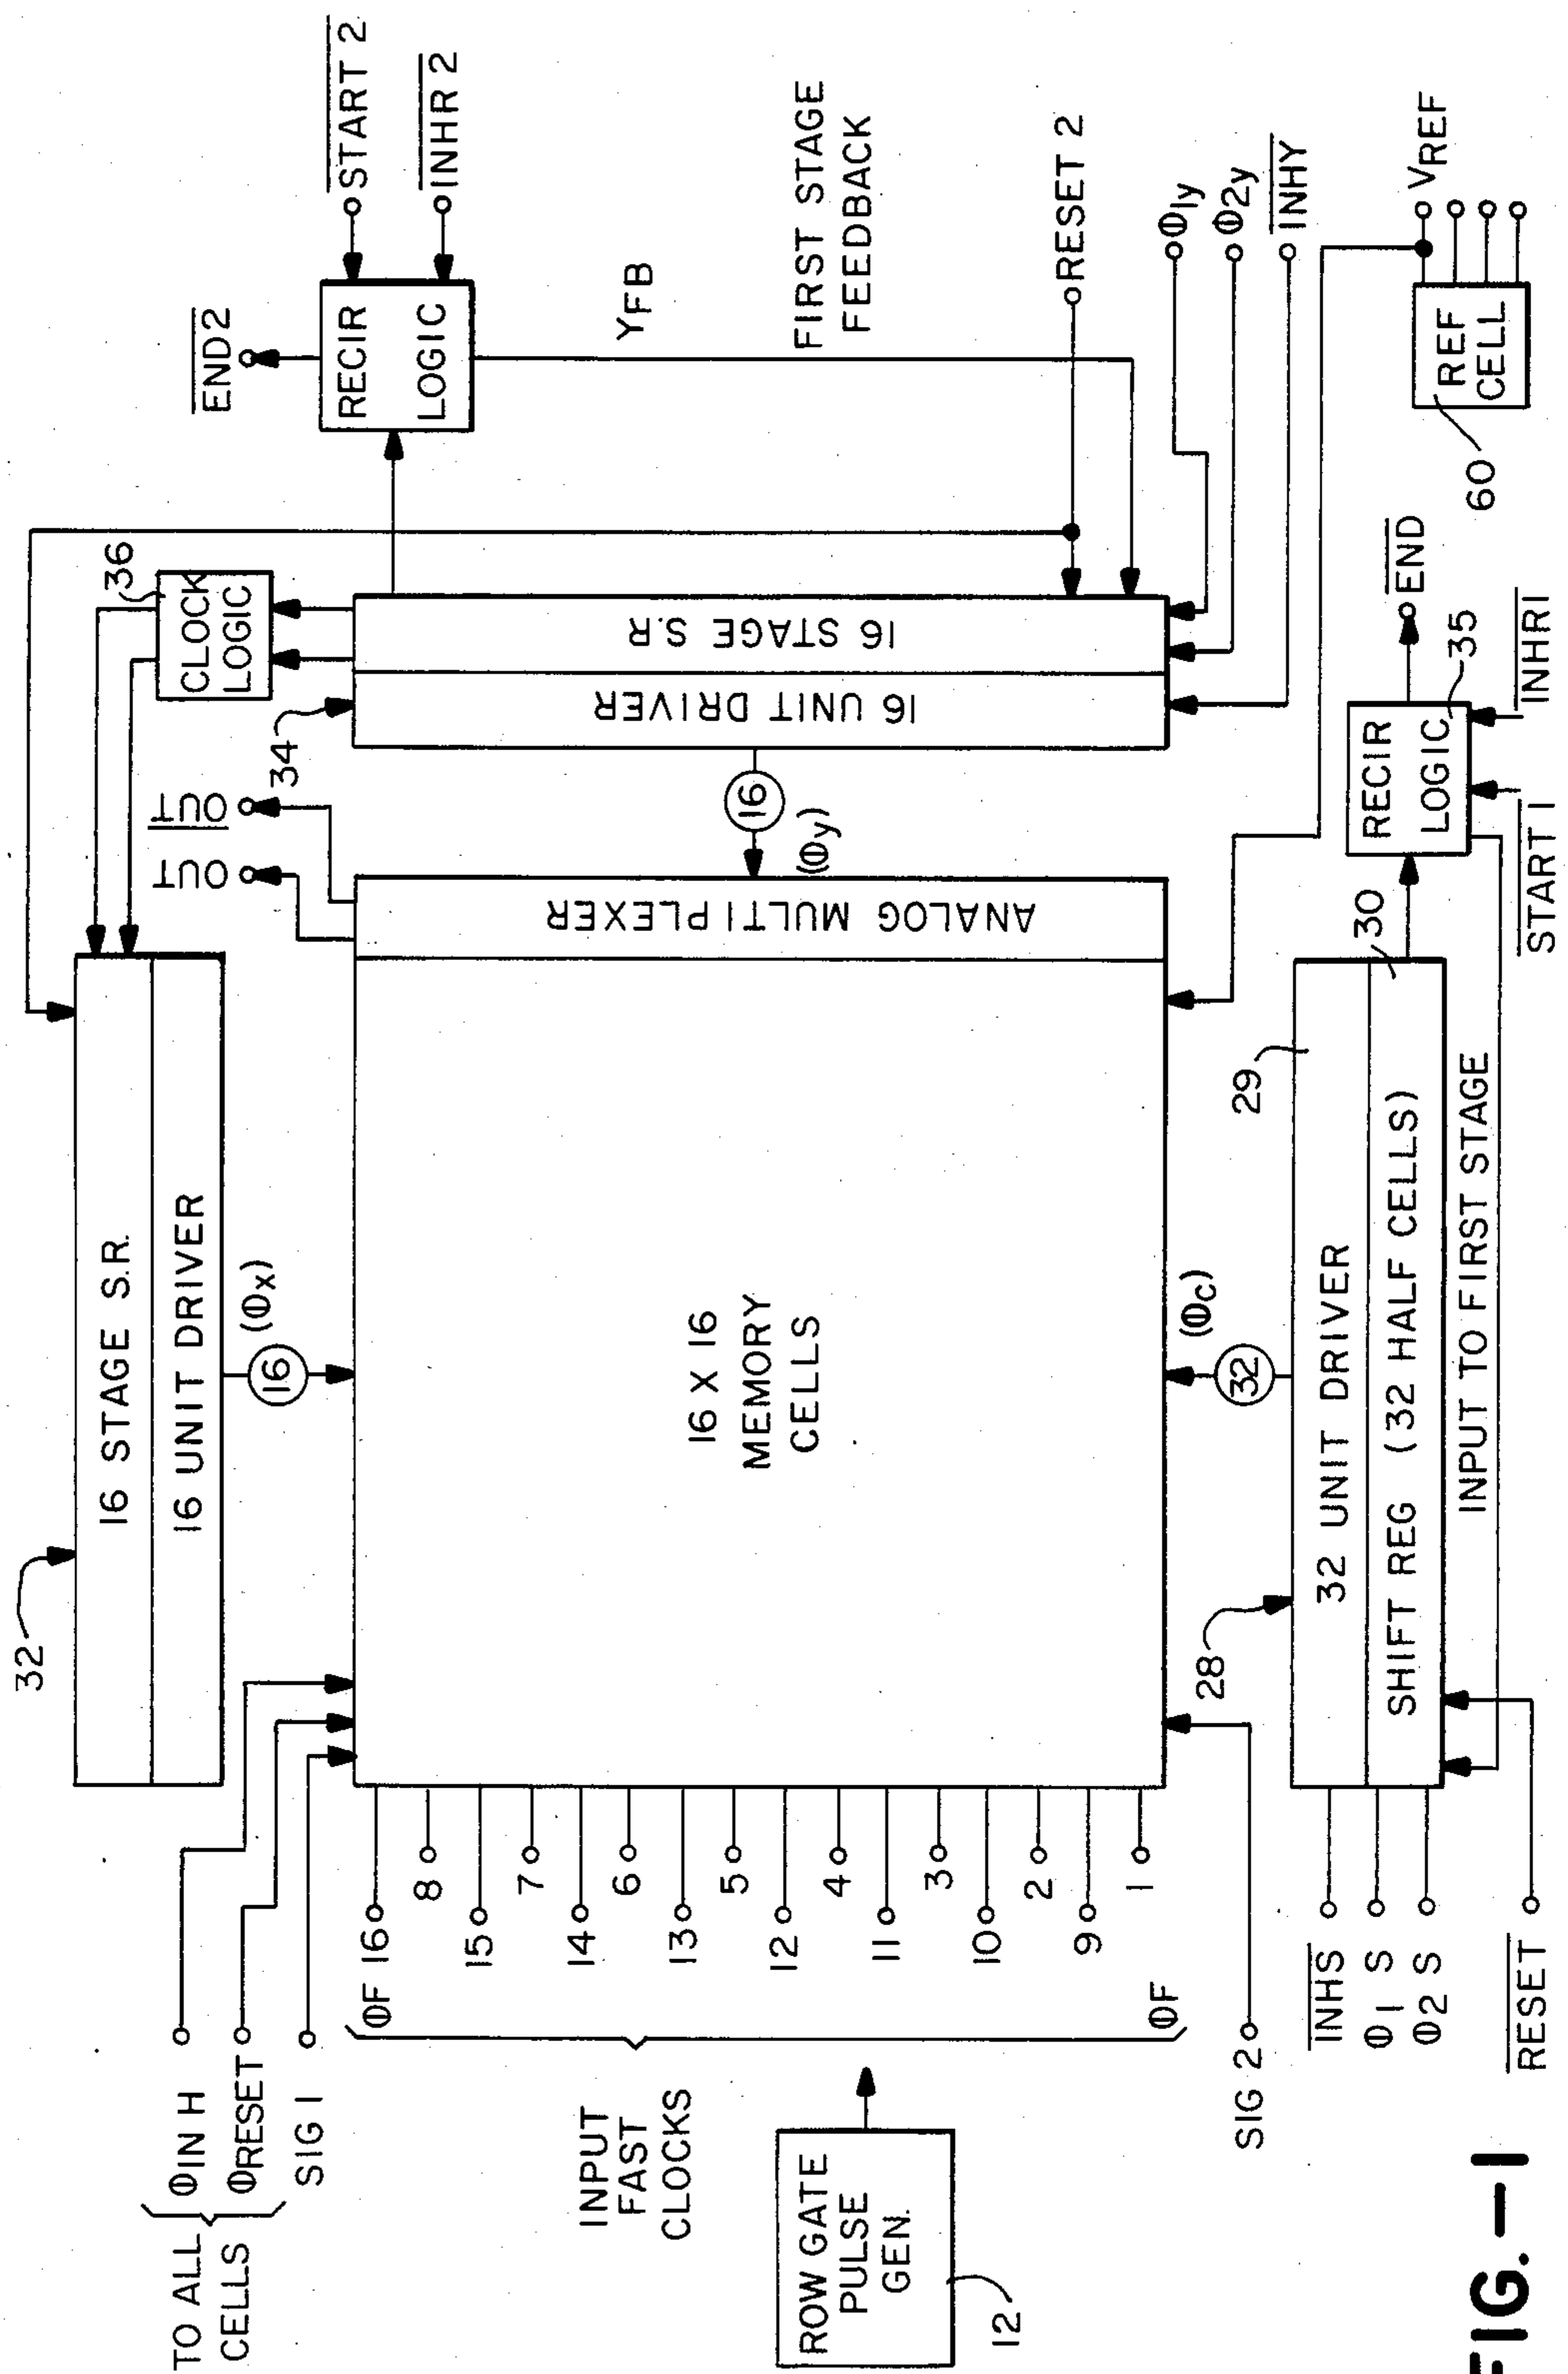 32
16 STAGE S.R.
16 UNIT DRIVER
16
(Φx)
TO ALL
CELLS
ΦIN H
ΦRESET
SIG 1
OUT
OUT
36
CLOCK
LOGIC
END2
RECIR
LOGIC
START 2
INHR 2
INPUT
FAST
CLOCKS
ΦF 16
8
15
7
14
6
13
5
12
4
11
3
10
2
9
1
ΦF
ROW GATE
PULSE
GEN.
12
16 X 16
MEMORY
CELLS
ANALOG MULTIPLEXER
16
(Φy)
34
16 UNIT DRIVER
16 STAGE S.R
YFB
FIRST STAGE
FEEDBACK
RESET 2
Φ1y
Φ2y
INHY
SIG 2
28
32
(Φc)
29
30
32 UNIT DRIVER
SHIFT REG (32 HALF CELLS)
INPUT TO FIRST STAGE
INHS
Φ1 S
Φ2 S
RESET
RECIR
LOGIC
35
END
START 1
INHR1
60
REF
CELL
VREF
FIG.-1